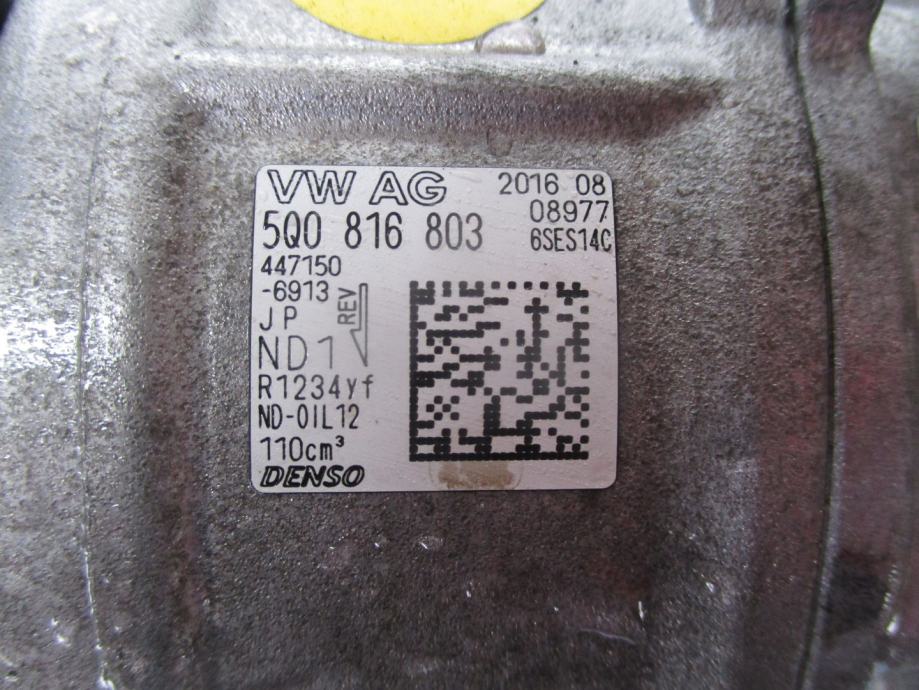 VW AG 2016 08
5Q0 816 803 08977
6SES14C
447150
-6913
JP REV
ND1
R1234yf
ND-OIL12
110cm³
DENSO